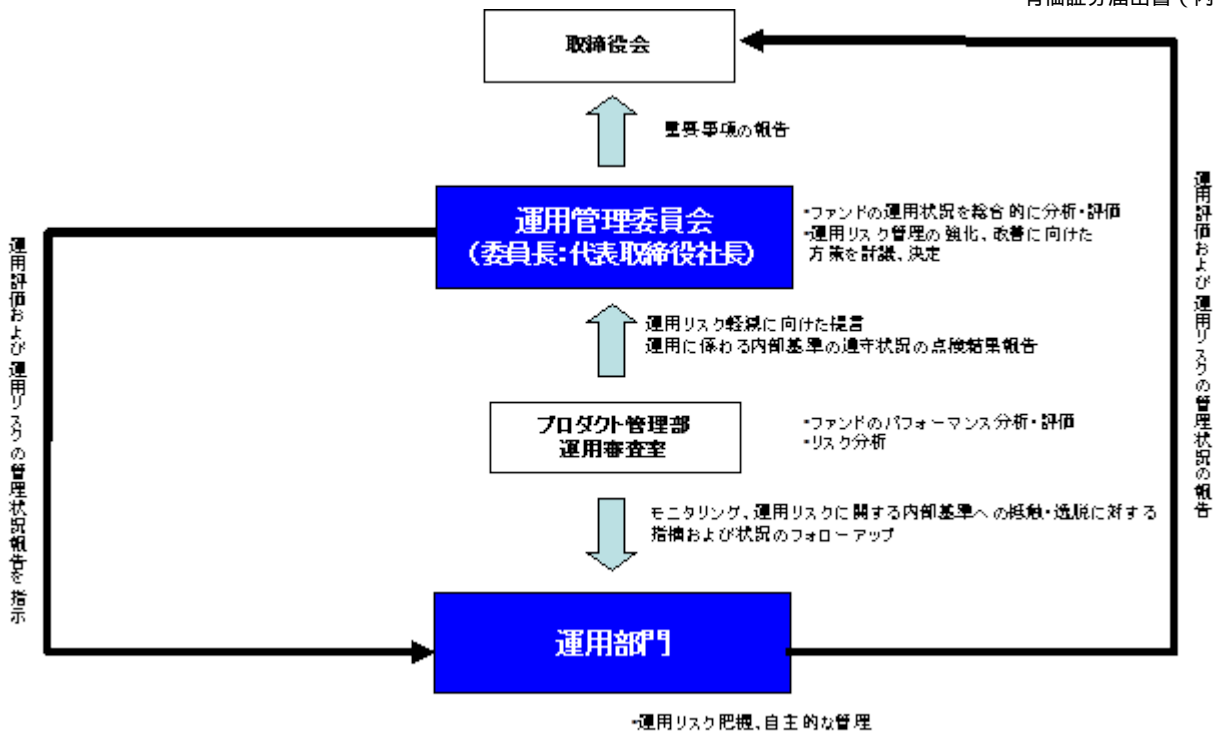 取締役会
重要事項の報告
運用管理委員会
(委員長:代表取締役社長)
・ファンドの運用状況を総合的に分析・評価
・運用リスク管理の強化、改善に向けた
方策を討議、決定
運用リスク軽減に向けた提言
運用に係わる内部基準の遵守状況の点検結果報告
プロダクト管理部
運用審査室
・ファンドのパフォーマンス分析・評価
・リスク分析
モニタリング、運用リスクに関する内部基準への抵触・逸脱に対する
指摘および状況のフォローアップ
運用部門
・運用リスク把握、自主的な管理
運用評価および運用リスクの管理状況報告を指示
運用評価および運用リスクの管理状況の報告